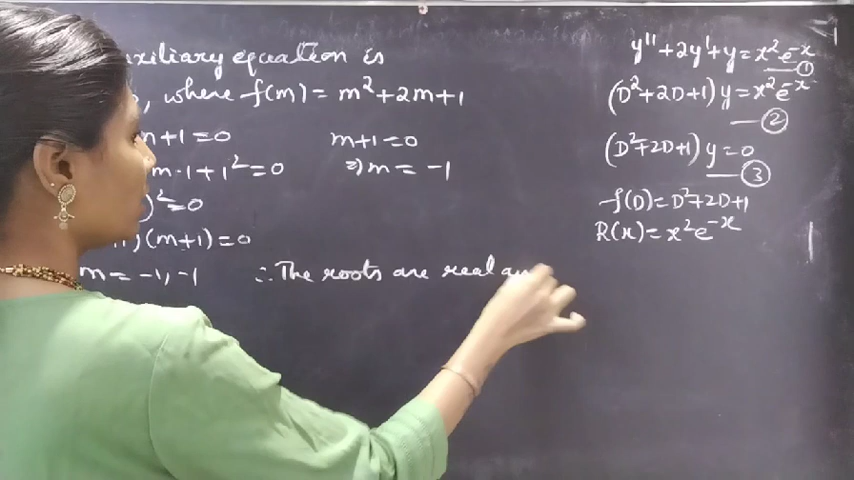 auxiliary equation is
, where f(m) = m²+2m+1
m+1=0
m·1+1²=0
)²=0
)(m+1)=0
m = -1, -1
m+1=0
⇒ m = -1
∴ The roots are real
y''+2y'+y=x²e^-x
①
(D²+2D+1)y=x²e^-x
②
(D²+2D+1)y=0
③
f(D)=D²+2D+1
R(x)=x²e^-x